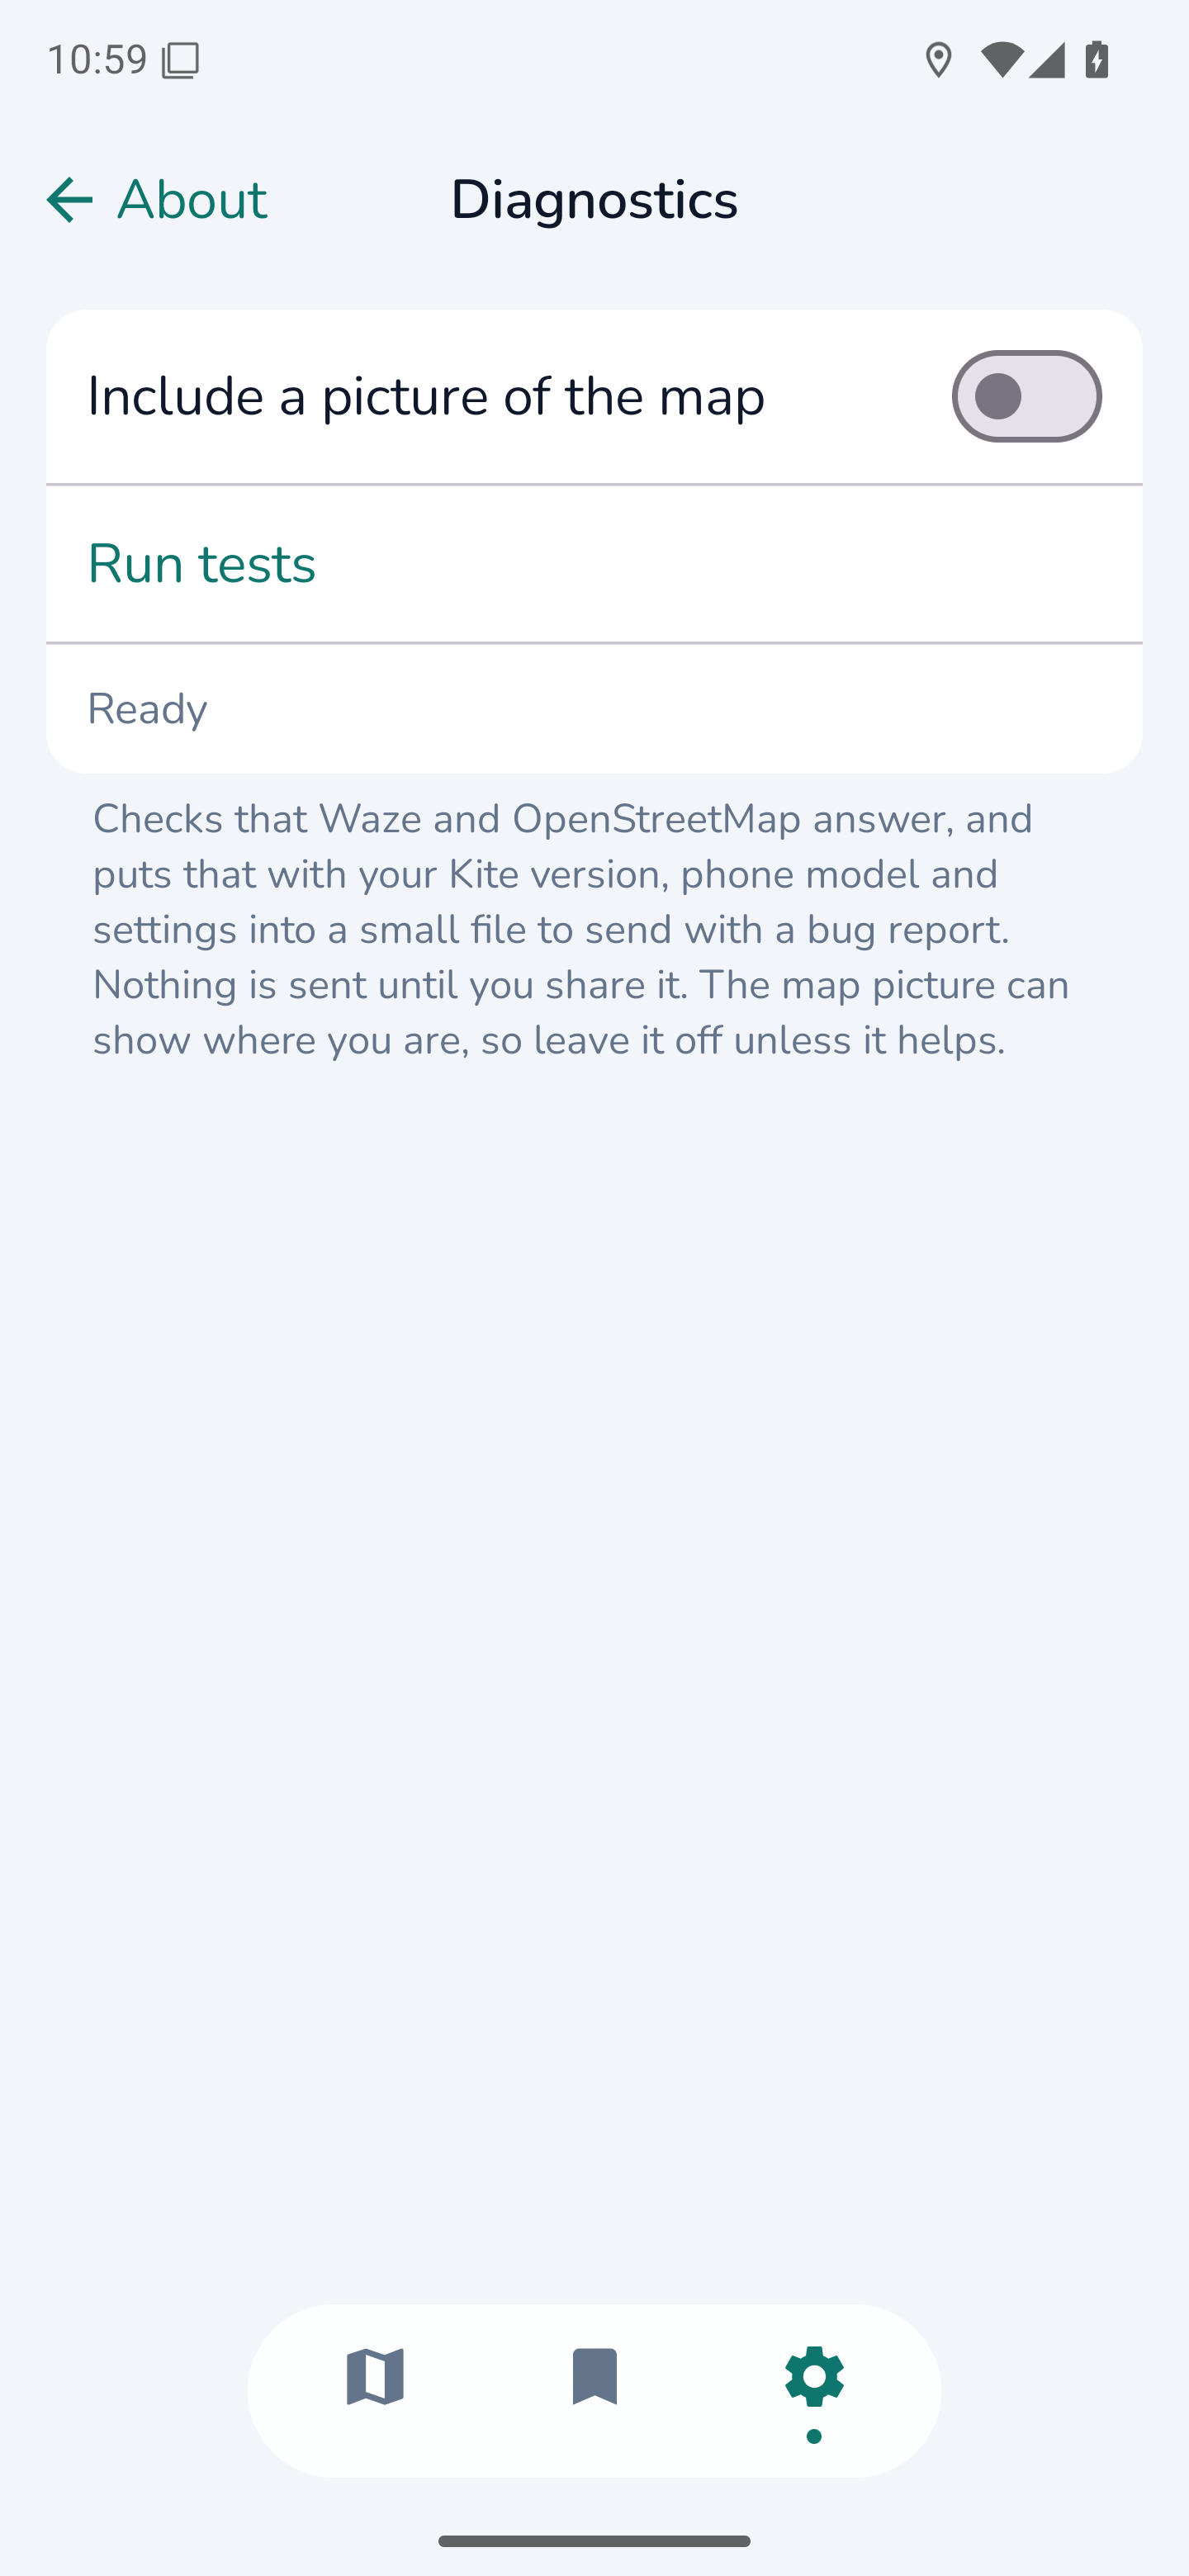 10:59
About
Diagnostics
Include a picture of the map
Run tests
Ready
Checks that Waze and OpenStreetMap answer, and
puts that with your Kite version, phone model and
settings into a small file to send with a bug report.
Nothing is sent until you share it. The map picture can
show where you are, so leave it off unless it helps.